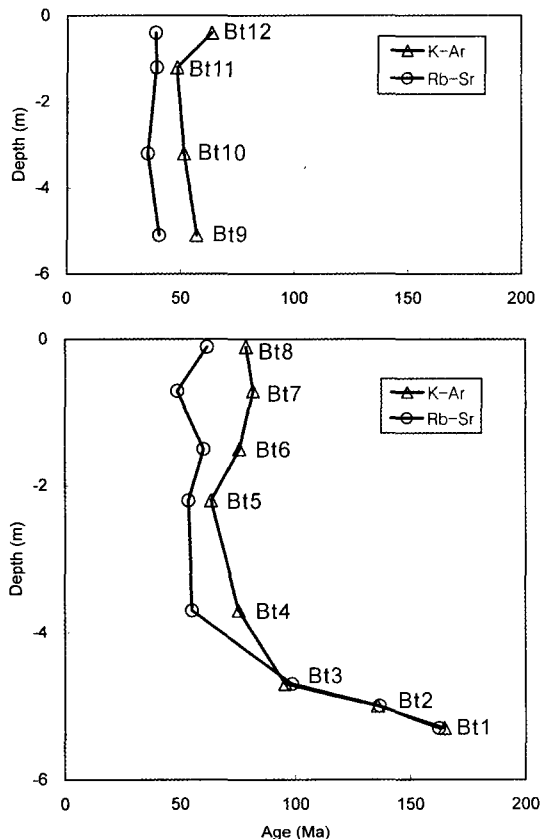 0
-2
-4
-6
Depth (m)
0
50
100
150
200
K-Ar
Rb-Sr
Bt12
Bt11
Bt10
Bt9
0
-2
-4
-6
Depth (m)
0
50
100
150
200
Age (Ma)
K-Ar
Rb-Sr
Bt8
Bt7
Bt6
Bt5
Bt4
Bt3
Bt2
Bt1